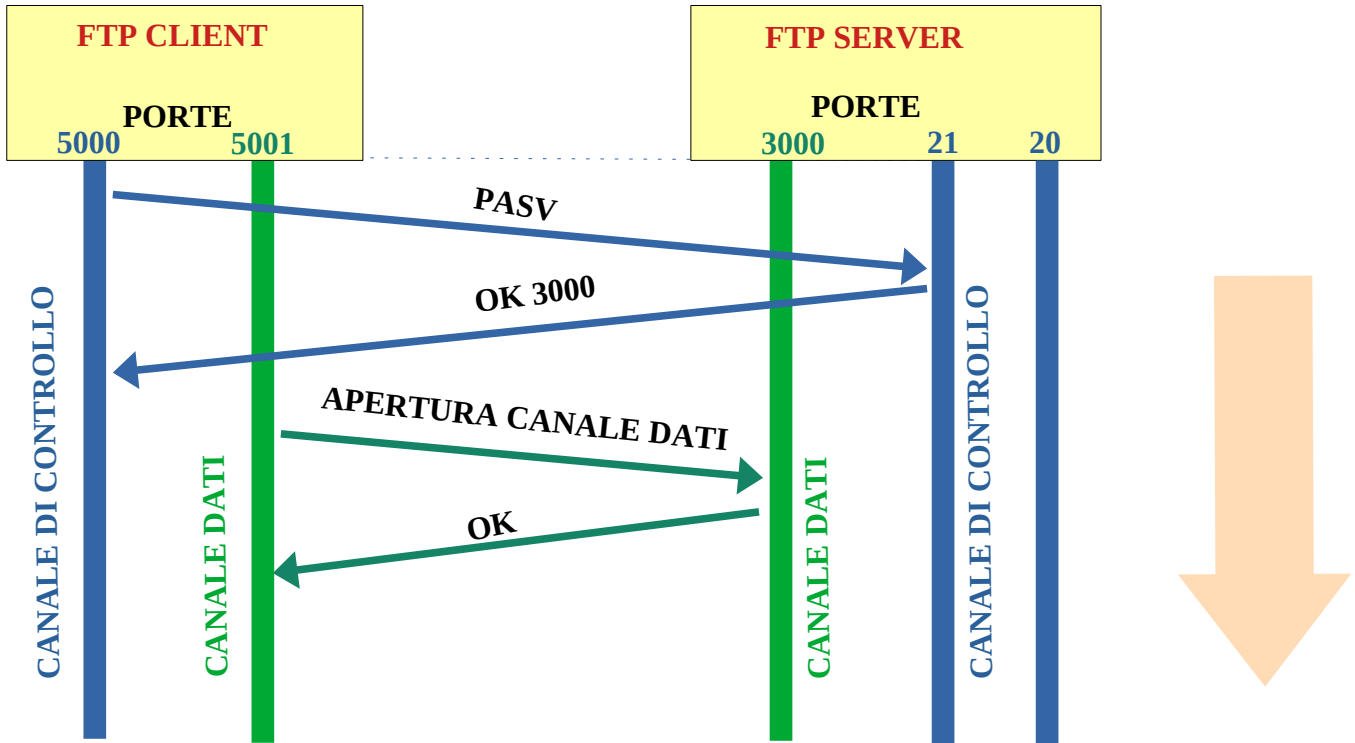 FTP CLIENT
PORTE
5000
5001
FTP SERVER
PORTE
3000
21
20
PASV
OK 3000
APERTURA CANALE DATI
OK
CANALE DI CONTROLLO
CANALE DATI
CANALE DATI
CANALE DI CONTROLLO